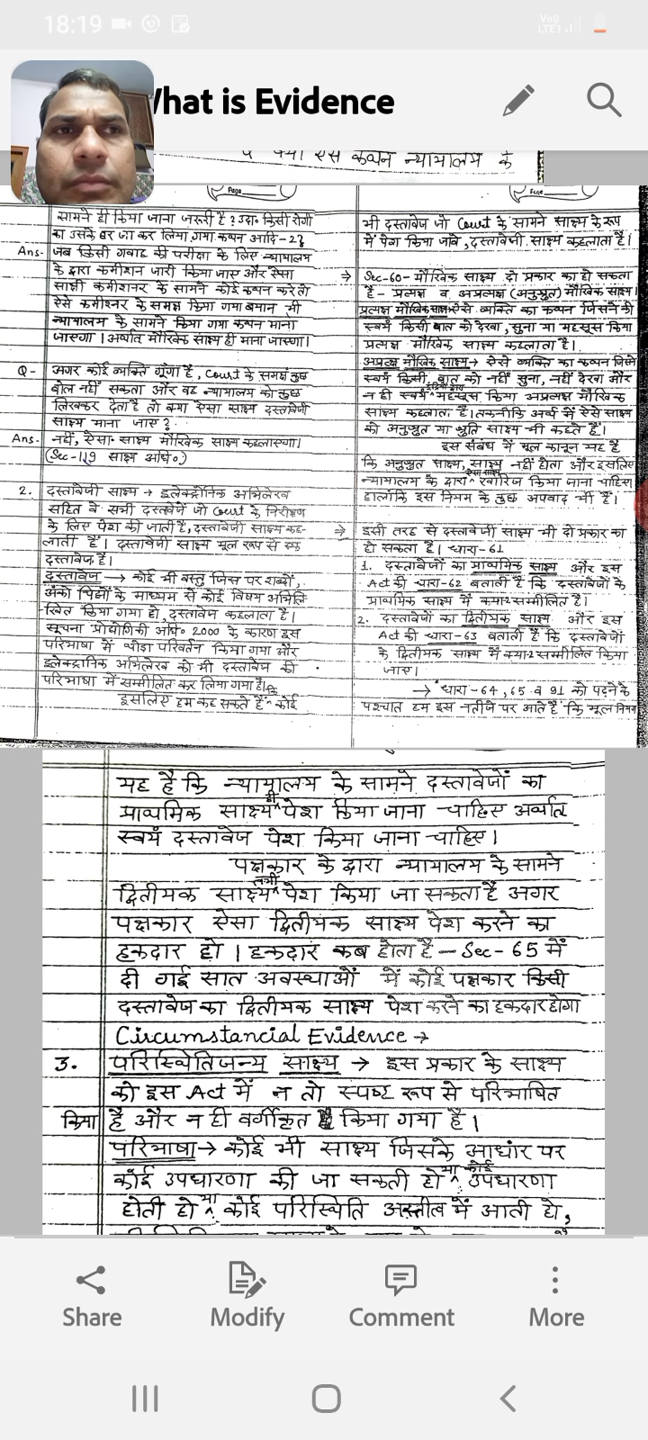 18:19
Vo))
LTE1
What is Evidence
कथन न्यायालय के
Page
सामने ही किया जाना जरूरी है? उदा॰ किसी रोगी
का उसके घर जा कर लिया गया कथन आदि-2?
Ans- जब किसी गवाह की परीक्षा के लिए न्यायालय
के द्वारा कमीशन जारी किया जाए और ऐसा
साक्षी कमीशनर के सामने कोई कथन करे तो
ऐसे कमीश्नर के समक्ष किया गया बयान भी
न्यायालय के सामने किया गया कथन माना
जाएगा। अर्थात मौखिक साक्ष्य ही माना जाएगा।
Q- अगर कोई व्यक्ति गूंगा है, Court के समक्ष कुछ
बोल नहीं सकता और वह न्यायालय को कुछ
लिखकर देता है तो क्या ऐसा साक्ष्य दस्तावेजी
साक्ष्य माना जाए?
Ans- नहीं, ऐसा साक्ष्य मौखिक साक्ष्य कहलाएगा।
(Sec-119 साक्ष्य अधि॰)
2. दस्तावेजी साक्ष्य → इलेक्ट्रोनिक अभिलेख
सहित वे सभी दस्तावेज जो Court के निरीक्षण
के लिए पेश की जाती है, दस्तावेजी साक्ष्य कह-
लाती हैं। दस्तावेजी साक्ष्य मूल रूप से एक
दस्तावेज है।
दस्तावेज → कोई भी वस्तु जिस पर शब्दों,
अंको चिह्नों के माध्यम से कोई विषय अभिलि-
खित किया गया हो, दस्तावेज कहलाता है।
सूचना प्रोद्योगिकी अधि॰ 2000 के कारण इस
परिभाषा में थोड़ा परिवर्तन किया गया और
इलेक्ट्रानिक अभिलेख को भी दस्तावेज की
परिभाषा में सम्मीलित कर लिया गया है।
इसलिए हम कह सकते हैं कि कोई
भी दस्तावेज जो Court के सामने साक्ष्य के रूप
में पेश किया जावे, दस्तावेजी साक्ष्य कहलाता है।
→ Sec-60- मौखिक साक्ष्य दो प्रकार का हो सकता
है- प्रत्यक्ष व अप्रत्यक्ष (अनुश्रुत) मौखिक साक्ष्य।
प्रत्यक्ष मौखिक साक्ष्य→ ऐसे व्यक्ति का कथन जिसने की
स्वयं किसी बात को देखा, सुना या महसूस किया
प्रत्यक्ष मौखिक साक्ष्य कहलाता है।
अप्रत्यक्ष मौखिक साक्ष्य→ ऐसे व्यक्ति का कथन जिसने
स्वयं किसी बात को नहीं सुना, नहीं देखा और
न ही स्वयं महसूस किया अप्रत्यक्ष मौखिक
साक्ष्य कहलाता है। तकनीकि अर्थ में ऐसे साक्ष्य
को अनुश्रुत या श्रुति साक्ष्य भी कहते हैं।
इस संबंध में मूल कानून यह है
कि अनुश्रुत साक्ष्य, साक्ष्य नहीं होता और इसलिए
न्यायालय के द्वारा ऐसा साक्ष्य खारिज किया जाना चाहिए
हालांकि इस नियम के कुछ अपवाद भी हैं।
⇒ इसी तरह से दस्तावेजी साक्ष्य भी दो प्रकार का
हो सकता है। धारा-61
1. दस्तावेजों का प्राथमिक साक्ष्य और इस
Act की धारा-62 बताती है कि दस्तावेजों के
प्राथमिक साक्ष्य में क्या2 सम्मीलित है।
2. दस्तावेजों का द्वितीयक साक्ष्य और इस
Act की धारा-63 बताती है कि दस्तावेजों
के द्वितीयक साक्ष्य में क्या2 सम्मीलित किया
जाए।
→ धारा-64, 65 व 91 को पढ़ने के
पश्चात हम इस नतीजे पर आते हैं कि मूल नियम
यह है कि न्यायालय के सामने दस्तावेजों का
प्राथमिक साक्ष्य ही पेश किया जाना चाहिए अर्थात
स्वयं दस्तावेज पेश किया जाना चाहिए।
पक्षकार के द्वारा न्यायालय के सामने
द्वितीयक साक्ष्य तभी पेश किया जा सकता है अगर
पक्षकार ऐसा द्वितीयक साक्ष्य पेश करने का
हकदार हो। हकदार कब होता है- Sec-65 में
दी गई सात अवस्थाओं में कोई पक्षकार किसी
दस्तावेज का द्वितीयक साक्ष्य पेश करने का हकदार होगा
Circumstancial Evidence →
3. परिस्थितिजन्य साक्ष्य → इस प्रकार के साक्ष्य
को इस Act में न तो स्पष्ट रूप से परिभाषित
किया है और न ही वर्गीकृत किया गया है।
परिभाषा→ कोई भी साक्ष्य जिसके आधार पर
कोई उपधारणा की जा सकती हो या कोई उपधारणा
होती हो या कोई परिस्थिति अस्तीत्व में आती हो,
Share
Modify
Comment
More